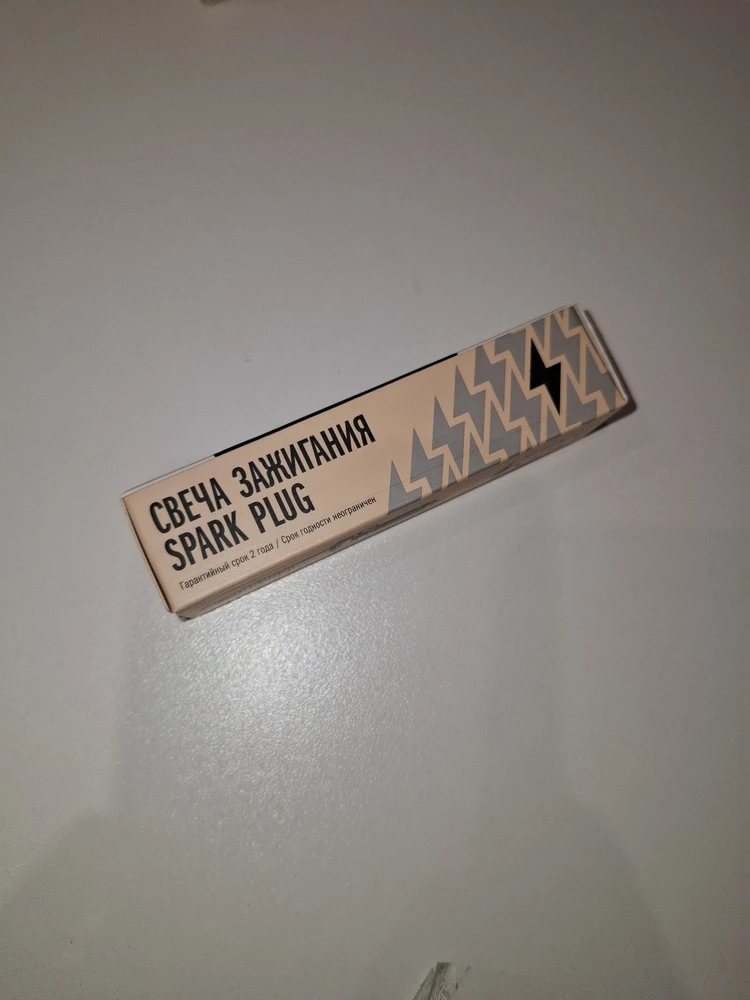 СВЕЧА ЗАЖИГАНИЯ
SPARK PLUG
Гарантийный срок 2 года / Срок годности неограничен